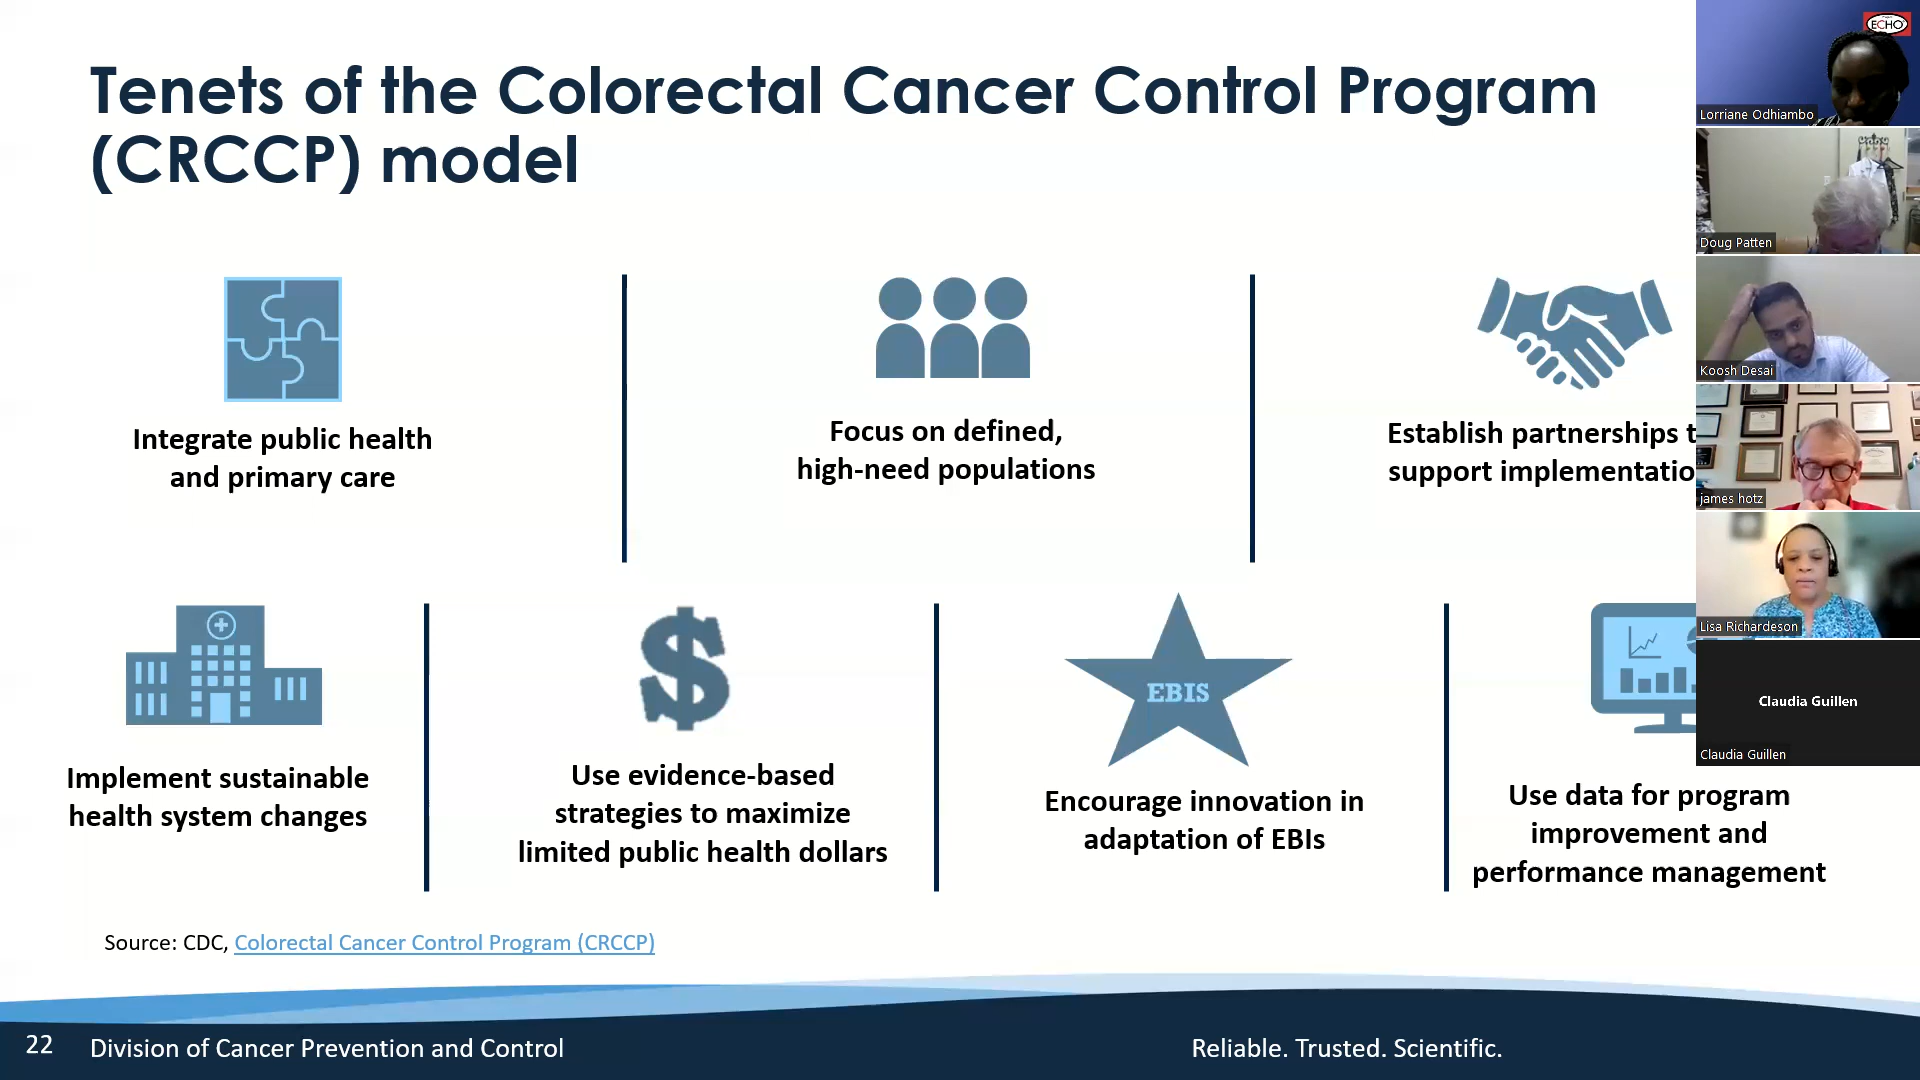 Tenets of the Colorectal Cancer Control Program
(CRCCP) model
Integrate public health
and primary care
Focus on defined,
high-need populations
Establish partnerships t
support implementatio
Implement sustainable
health system changes
Use evidence-based
strategies to maximize
limited public health dollars
EBIS
Encourage innovation in
adaptation of EBIs
Use data for program
improvement and
performance management
Source: CDC, Colorectal Cancer Control Program (CRCCP)
22
Division of Cancer Prevention and Control
Reliable. Trusted. Scientific.
ECHO
Lorriane Odhiambo
Doug Patten
Koosh Desai
james hotz
Lisa Richardeson
Claudia Guillen
Claudia Guillen